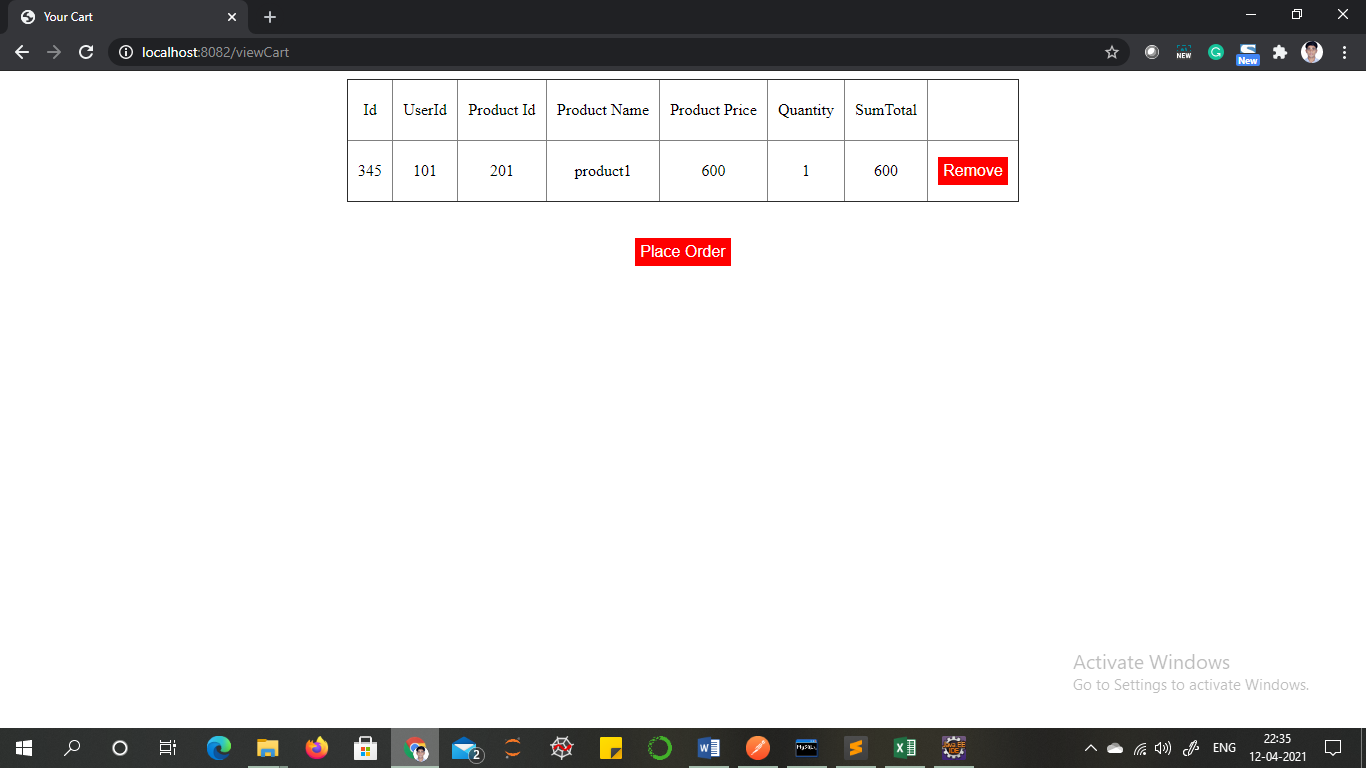 Your Cart
localhost:8082/viewCart
NEW
New
Id UserId Product Id Product Name Product Price Quantity SumTotal
345 101 201 product1 600 1 600 Remove
Place Order
Activate Windows
Go to Settings to activate Windows.
2
MySQL
ENG
22:35
12-04-2021